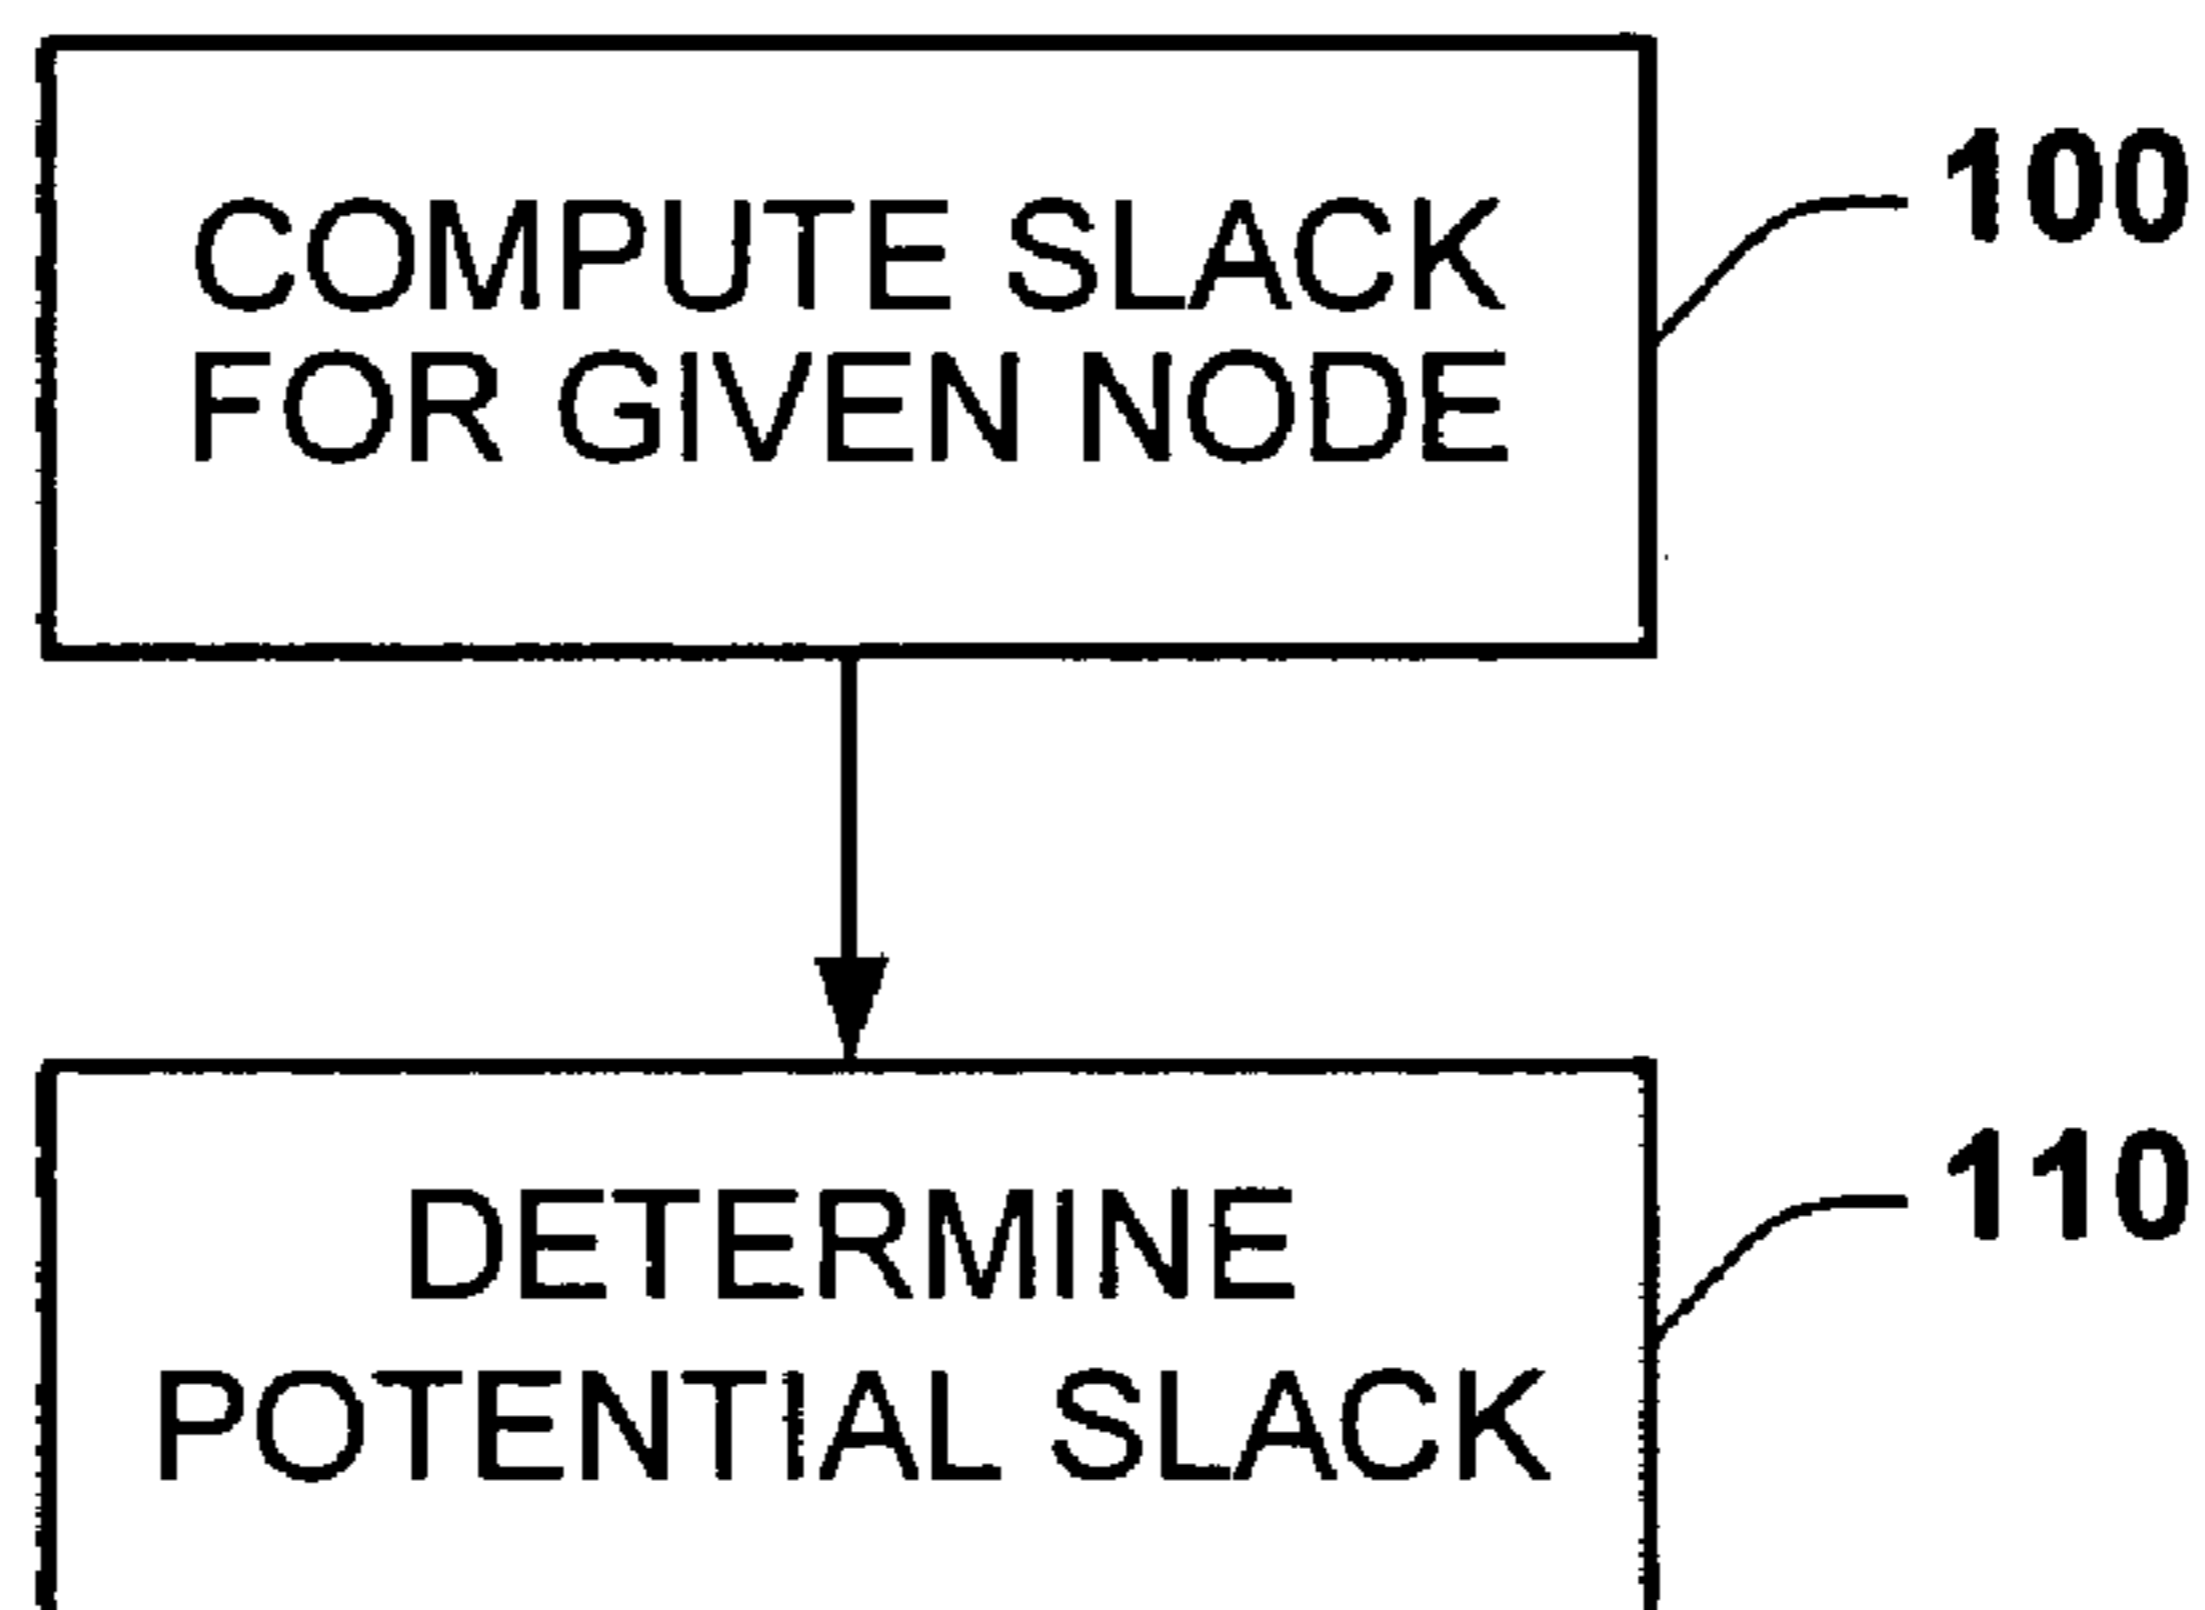 COMPUTE SLACK
FOR GIVEN NODE
100
DETERMINE
POTENTIAL SLACK
110